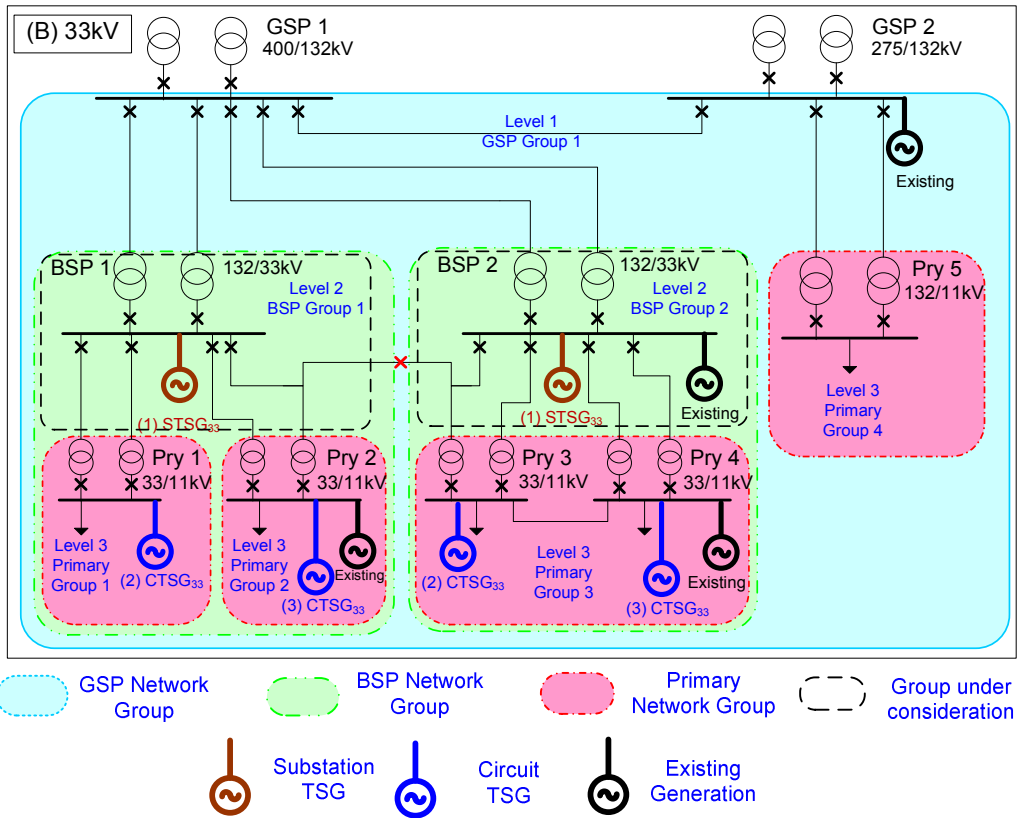 (B) 33kV
GSP 1
400/132kV
GSP 2
275/132kV
Level 1
GSP Group 1
Existing
BSP 1
132/33kV
Level 2
BSP Group 1
(1) STSG33
BSP 2
132/33kV
Level 2
BSP Group 2
(1) STSG33
Existing
Pry 5
132/11kV
Level 3
Primary
Group 4
Pry 1
33/11kV
Level 3
Primary
Group 1
(2) CTSG33
Pry 2
33/11kV
Level 3
Primary
Group 2
Existing
(3) CTSG33
Pry 3
33/11kV
(2) CTSG33
Level 3
Primary
Group 3
Pry 4
33/11kV
Existing
(3) CTSG33
GSP Network
Group
BSP Network
Group
Primary
Network Group
Group under
consideration
Substation
TSG
Circuit
TSG
Existing
Generation